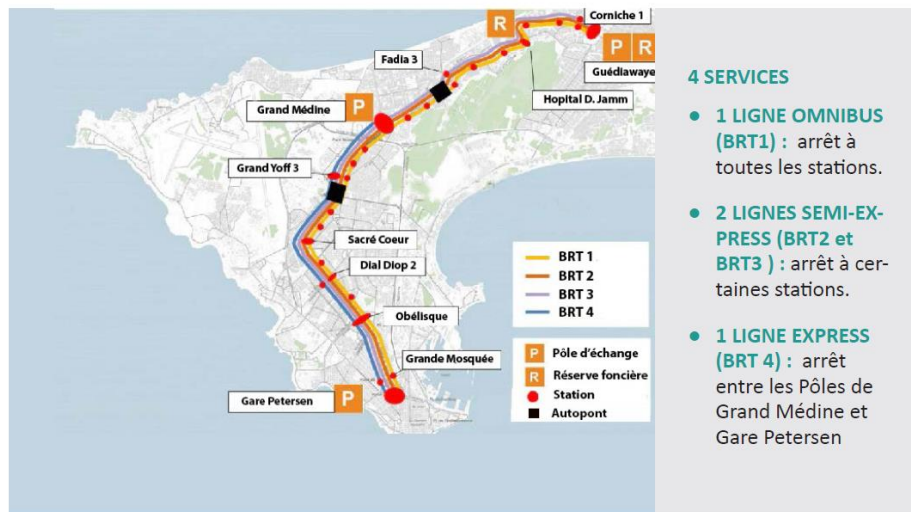 R
Corniche 1
P R
Guédiawaye
Fadia 3
Hopital D. Jamm
Grand Médine
P
Grand Yoff 3
Sacré Coeur
Dial Diop 2
Obélisque
Grande Mosquée
Gare Petersen
P
BRT 1
BRT 2
BRT 3
BRT 4
P Pôle d'échange
R Réserve foncière
Station
Autopont
4 SERVICES
● 1 LIGNE OMNIBUS
(BRT1) : arrêt à
toutes les stations.
● 2 LIGNES SEMI-EX-
PRESS (BRT2 et
BRT3 ) : arrêt à cer-
taines stations.
● 1 LIGNE EXPRESS
(BRT 4) : arrêt
entre les Pôles de
Grand Médine et
Gare Petersen